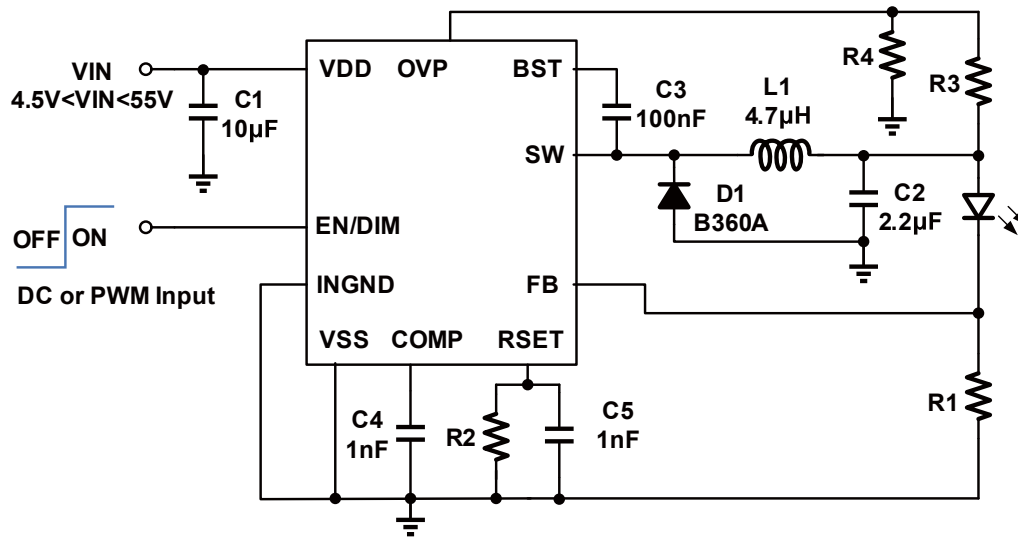 VIN
4.5V<VIN<55V
C1
10µF
OFF
ON
DC or PWM Input
VDD
OVP
BST
SW
EN/DIM
INGND
FB
VSS
COMP
RSET
C3
100nF
L1
4.7µH
R4
R3
D1
B360A
C2
2.2µF
C4
1nF
R2
C5
1nF
R1